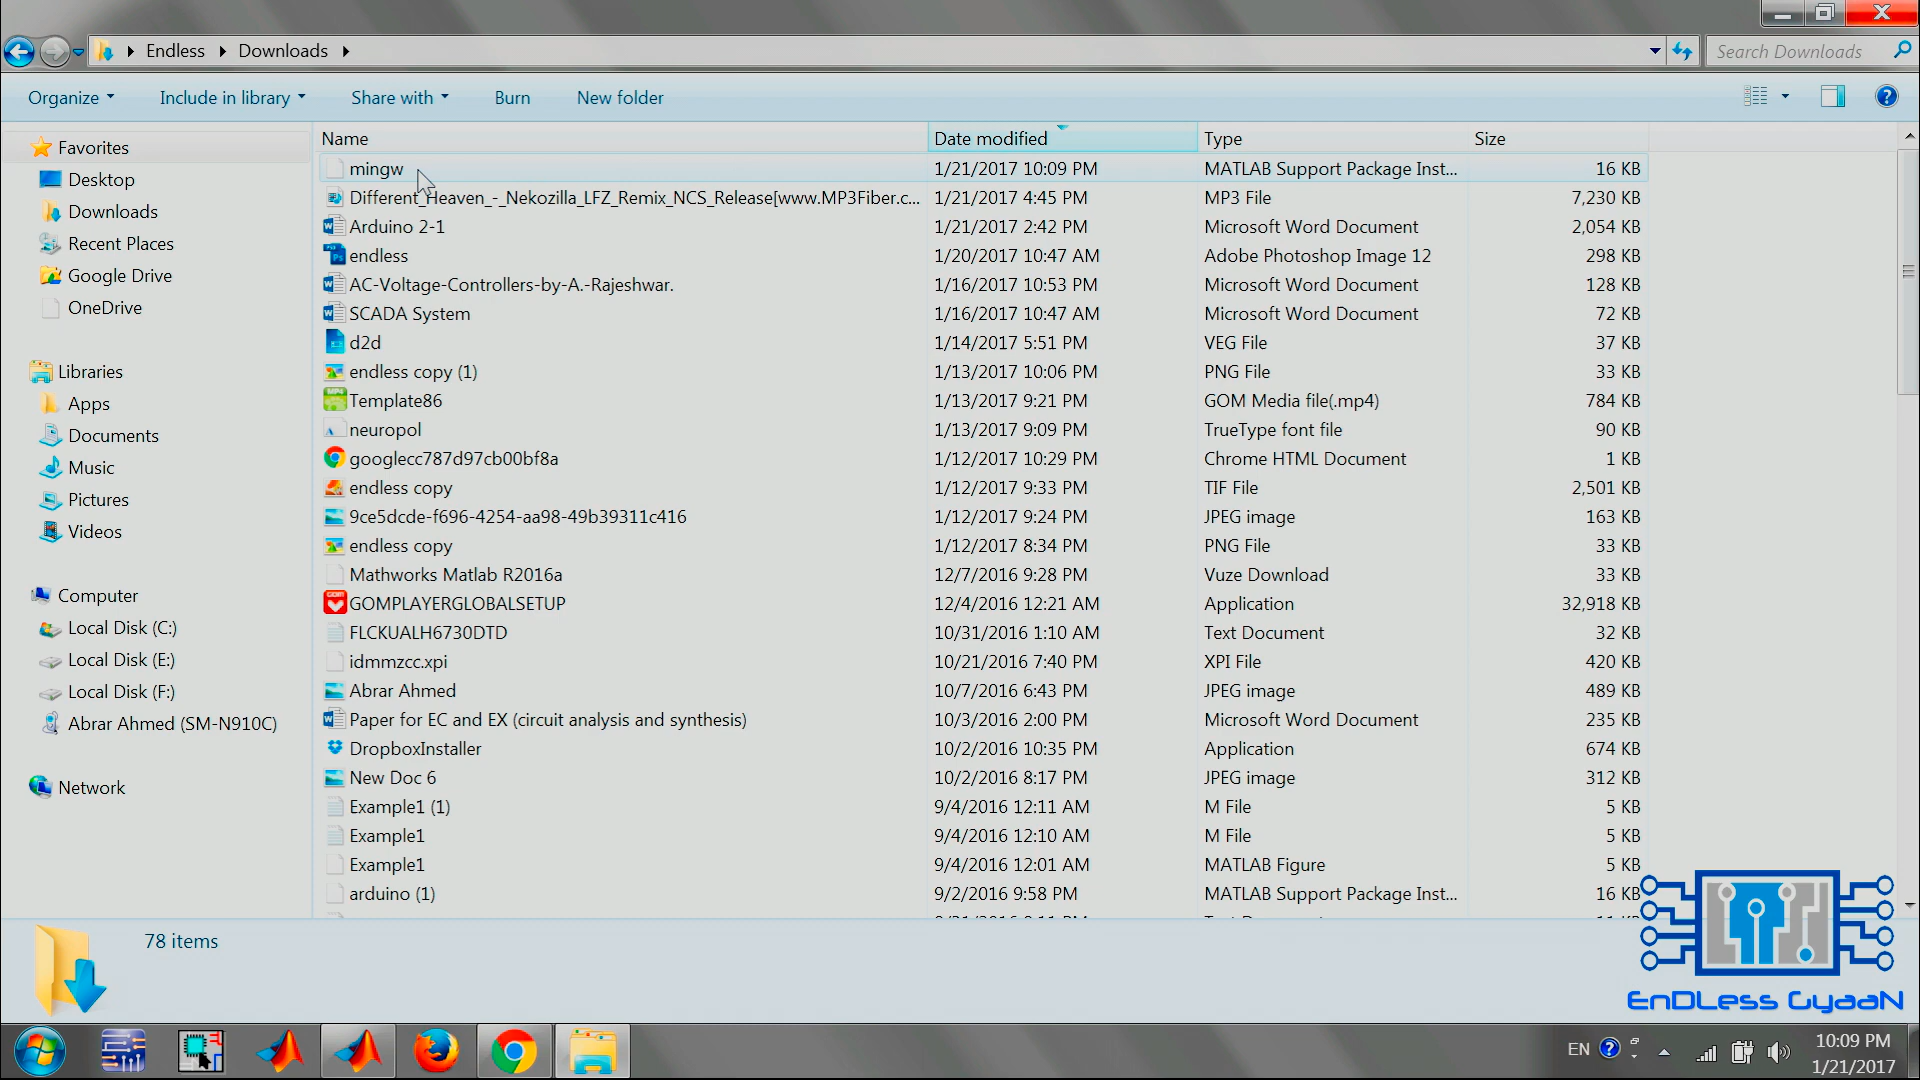 Endless Downloads
Search Downloads
Organize Include in library Share with Burn New folder
Name Date modified Type Size
Favorites
Desktop
Downloads
Recent Places
Google Drive
OneDrive
Libraries
Apps
Documents
Music
Pictures
Videos
Computer
Local Disk (C:)
Local Disk (E:)
Local Disk (F:)
Abrar Ahmed (SM-N910C)
Network
mingw 1/21/2017 10:09 PM MATLAB Support Package Inst... 16 KB
Different_Heaven_-_Nekozilla_LFZ_Remix_NCS_Release[www.MP3Fiber.c... 1/21/2017 4:45 PM MP3 File 7,230 KB
Arduino 2-1 1/21/2017 2:42 PM Microsoft Word Document 2,054 KB
endless 1/20/2017 10:47 AM Adobe Photoshop Image 12 298 KB
AC-Voltage-Controllers-by-A.-Rajeshwar. 1/16/2017 10:53 PM Microsoft Word Document 128 KB
SCADA System 1/16/2017 10:47 AM Microsoft Word Document 72 KB
d2d 1/14/2017 5:51 PM VEG File 37 KB
endless copy (1) 1/13/2017 10:06 PM PNG File 33 KB
Template86 1/13/2017 9:21 PM GOM Media file(.mp4) 784 KB
neuropol 1/13/2017 9:09 PM TrueType font file 90 KB
googlecc787d97cb00bf8a 1/12/2017 10:29 PM Chrome HTML Document 1 KB
endless copy 1/12/2017 9:33 PM TIF File 2,501 KB
9ce5dcde-f696-4254-aa98-49b39311c416 1/12/2017 9:24 PM JPEG image 163 KB
endless copy 1/12/2017 8:34 PM PNG File 33 KB
Mathworks Matlab R2016a 12/7/2016 9:28 PM Vuze Download 33 KB
GOMPLAYERGLOBALSETUP 12/4/2016 12:21 AM Application 32,918 KB
FLCKUALH6730DTD 10/31/2016 1:10 AM Text Document 32 KB
idmmzcc.xpi 10/21/2016 7:40 PM XPI File 420 KB
Abrar Ahmed 10/7/2016 6:43 PM JPEG image 489 KB
Paper for EC and EX (circuit analysis and synthesis) 10/3/2016 2:00 PM Microsoft Word Document 235 KB
DropboxInstaller 10/2/2016 10:35 PM Application 674 KB
New Doc 6 10/2/2016 8:17 PM JPEG image 312 KB
Example1 (1) 9/4/2016 12:11 AM M File 5 KB
Example1 9/4/2016 12:10 AM M File 5 KB
Example1 9/4/2016 12:01 AM MATLAB Figure 5 KB
arduino (1) 9/2/2016 9:58 PM MATLAB Support Package Inst... 16 KB
78 items
EnDLess GyaaN
EN
10:09 PM
1/21/2017